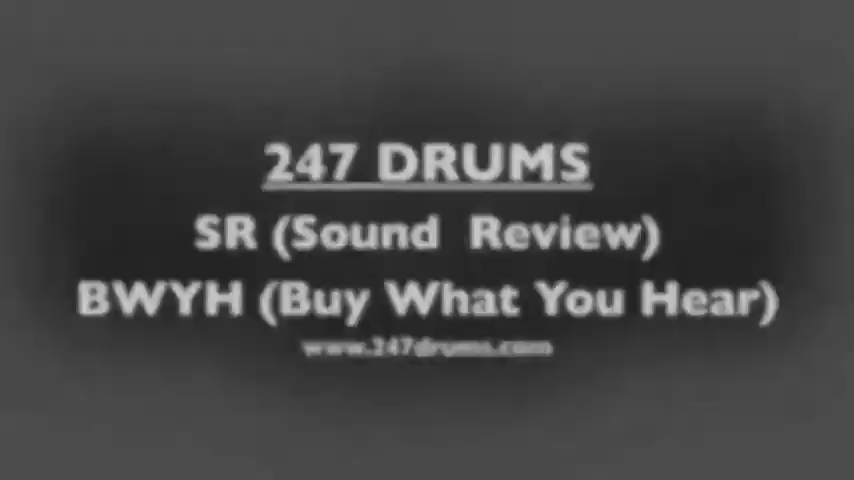 247 DRUMS
SR (Sound Review)
BWYH (Buy What You Hear)
www.247drums.com